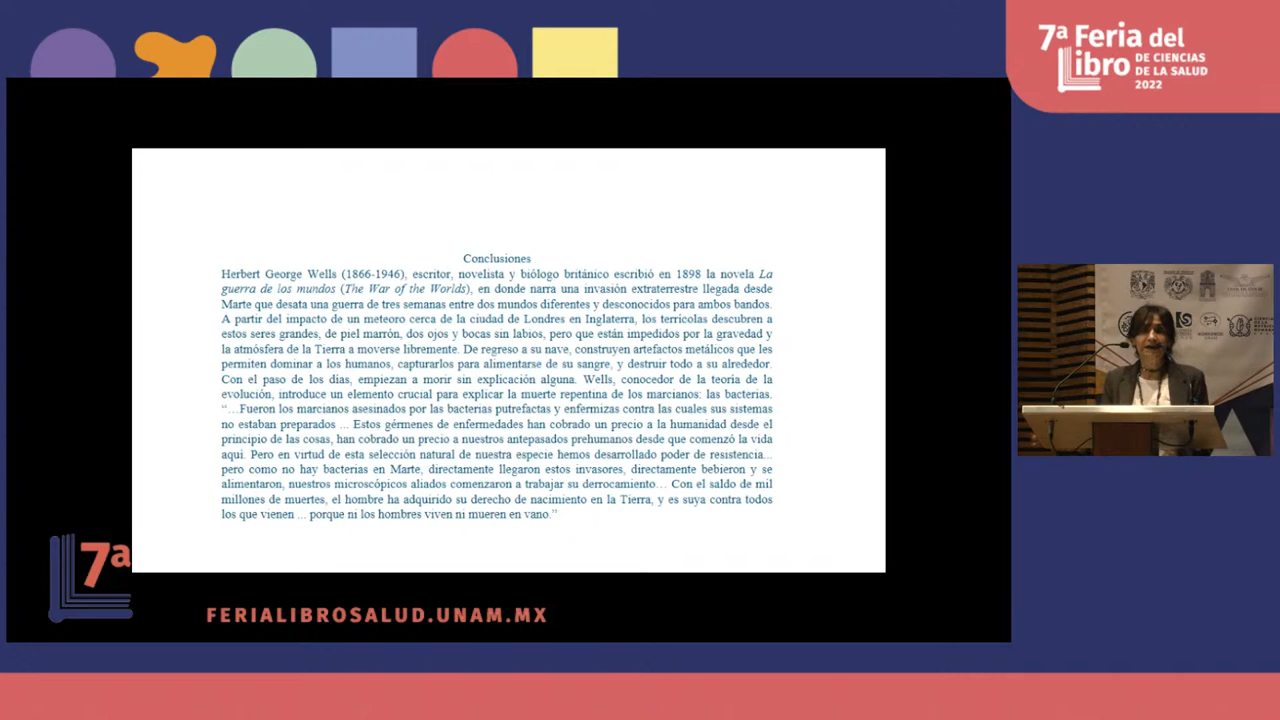 7ª Feria del
Libro DE CIENCIAS
DE LA SALUD
2022
Conclusiones
Herbert George Wells (1866-1946), escritor, novelista y biólogo británico escribió en 1898 la novela La
guerra de los mundos (The War of the Worlds), en donde narra una invasión extraterrestre llegada desde
Marte que desata una guerra de tres semanas entre dos mundos diferentes y desconocidos para ambos bandos.
A partir del impacto de un meteoro cerca de la ciudad de Londres en Inglaterra, los terrícolas descubren a
estos seres grandes, de piel marrón, dos ojos y bocas sin labios, pero que están impedidos por la gravedad y
la atmósfera de la Tierra a moverse libremente. De regreso a su nave, construyen artefactos metálicos que les
permiten dominar a los humanos, capturarlos para alimentarse de su sangre, y destruir todo a su alrededor.
Con el paso de los días, empiezan a morir sin explicación alguna. Wells, conocedor de la teoría de la
evolución, introduce un elemento crucial para explicar la muerte repentina de los marcianos: las bacterias.
“…Fueron los marcianos asesinados por las bacterias putrefactas y enfermizas contra las cuales sus sistemas
no estaban preparados ... Estos gérmenes de enfermedades han cobrado un precio a la humanidad desde el
principio de las cosas, han cobrado un precio a nuestros antepasados prehumanos desde que comenzó la vida
aquí. Pero en virtud de esta selección natural de nuestra especie hemos desarrollado poder de resistencia...
pero como no hay bacterias en Marte, directamente llegaron estos invasores, directamente bebieron y se
alimentaron, nuestros microscópicos aliados comenzaron a trabajar su derrocamiento… Con el saldo de mil
millones de muertes, el hombre ha adquirido su derecho de nacimiento en la Tierra, y es suya contra todos
los que vienen ... porque ni los hombres viven ni mueren en vano.”
7ª
FERIALIBROSALUD.UNAM.MX